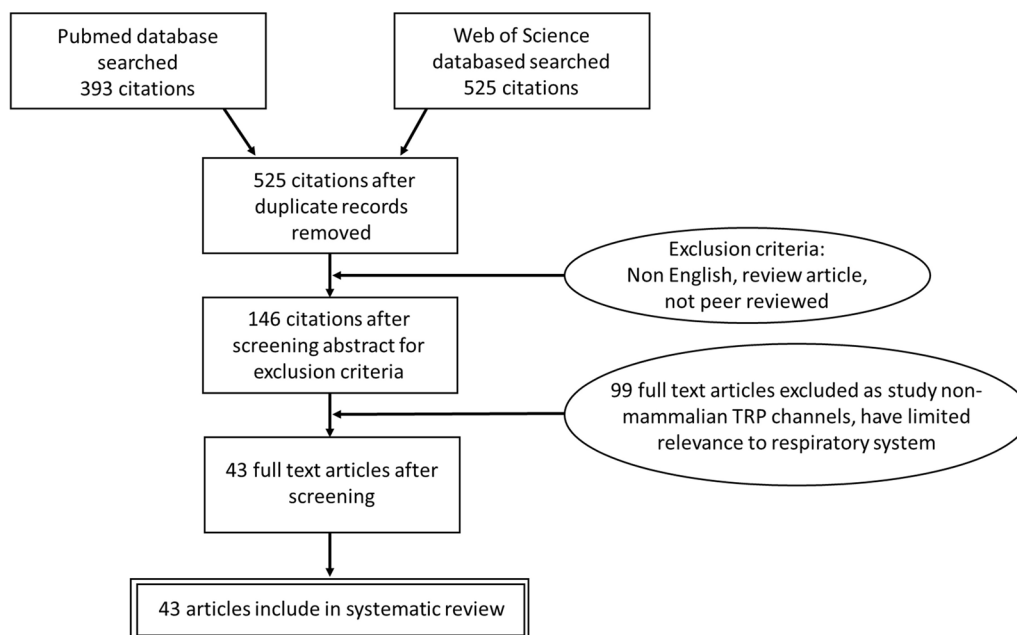 Pubmed database
searched
393 citations
Web of Science
databased searched
525 citations
525 citations after
duplicate records
removed
Exclusion criteria:
Non English, review article,
not peer reviewed
146 citations after
screening abstract for
exclusion criteria
99 full text articles excluded as study non-
mammalian TRP channels, have limited
relevance to respiratory system
43 full text articles after
screening
43 articles include in systematic review